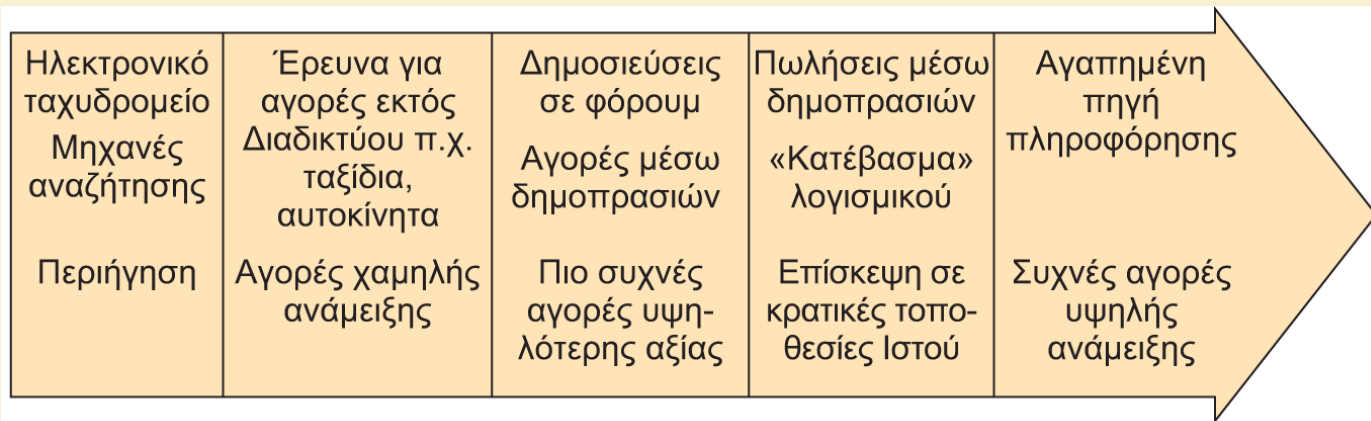 Ηλεκτρονικό
ταχυδρομείο
Μηχανές
αναζήτησης
Περιήγηση
Έρευνα για
αγορές εκτός
Διαδικτύου π.χ.
ταξίδια,
αυτοκίνητα
Αγορές χαμηλής
ανάμειξης
Δημοσιεύσεις
σε φόρουμ
Αγορές μέσω
δημοπρασιών
Πιο συχνές
αγορές υψη-
λότερης αξίας
Πωλήσεις μέσω
δημοπρασιών
«Κατέβασμα»
λογισμικού
Επίσκεψη σε
κρατικές τοπο-
θεσίες Ιστού
Αγαπημένη
πηγή
πληροφόρησης
Συχνές αγορές
υψηλής
ανάμειξης